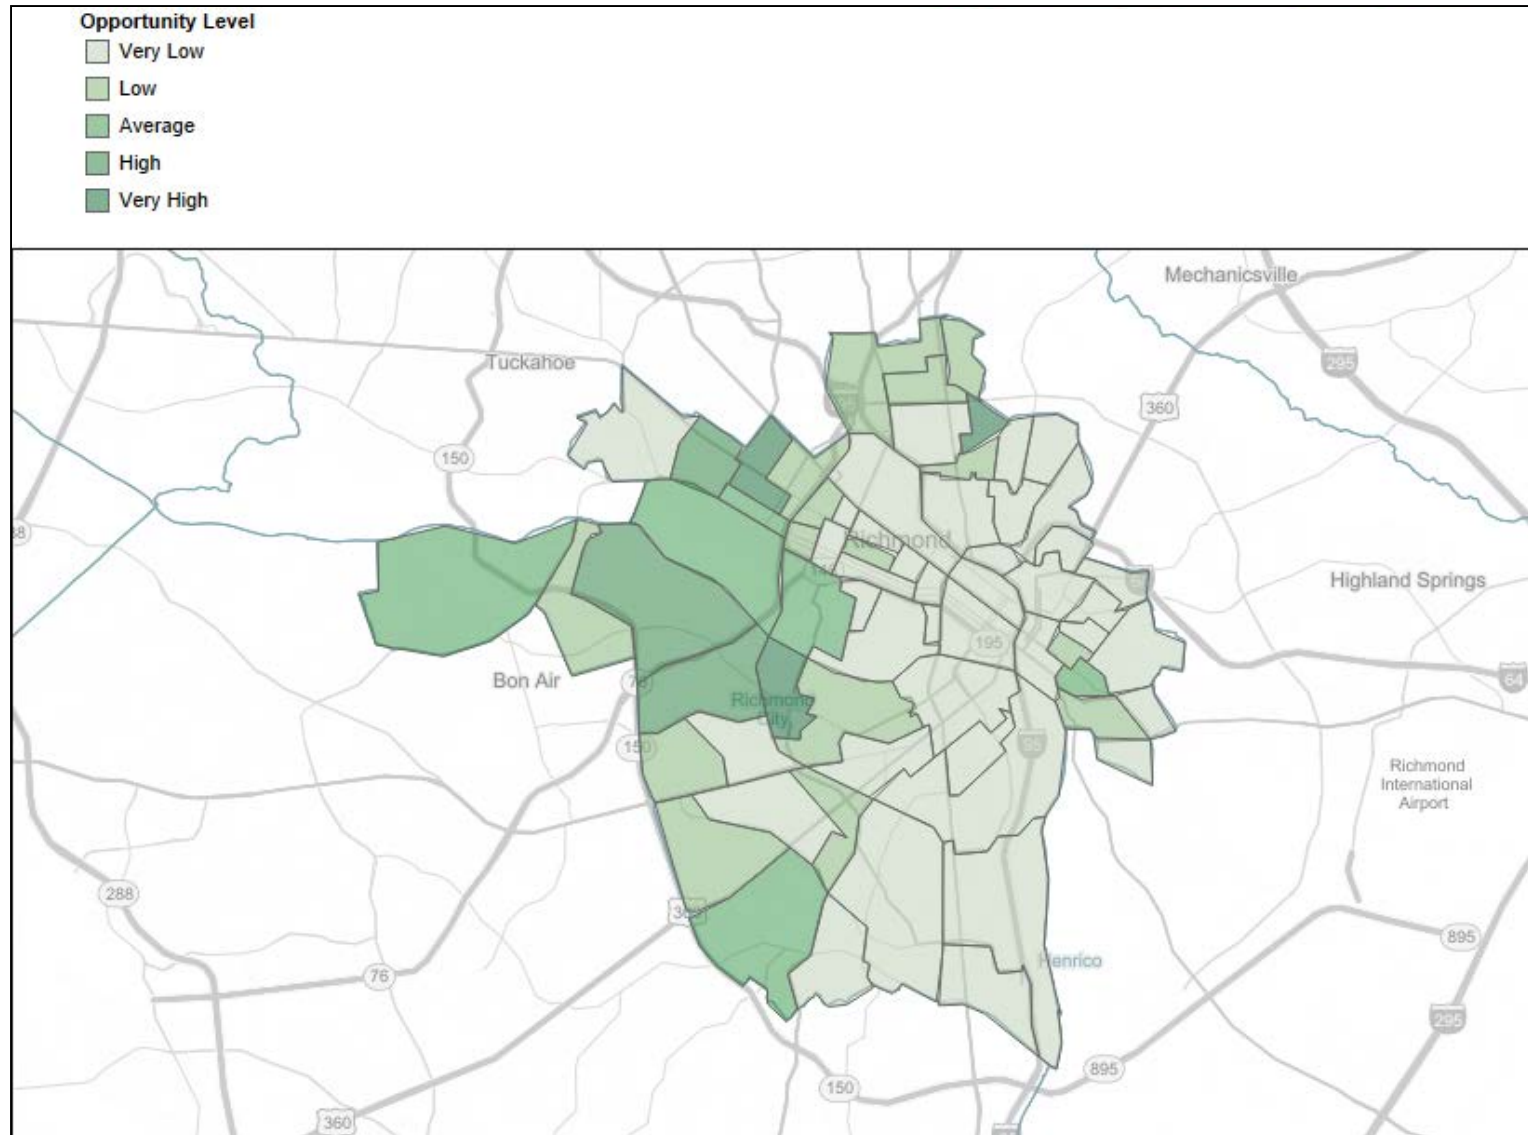 Opportunity Level
Very Low
Low
Average
High
Very High
Mechanicsville
Tuckahoe
295
360
150
Richmond
Highland Springs
195
64
Bon Air
Richmond
City
150
95
Richmond
International
Airport
288
360
895
Henrico
76
295
150
895
360